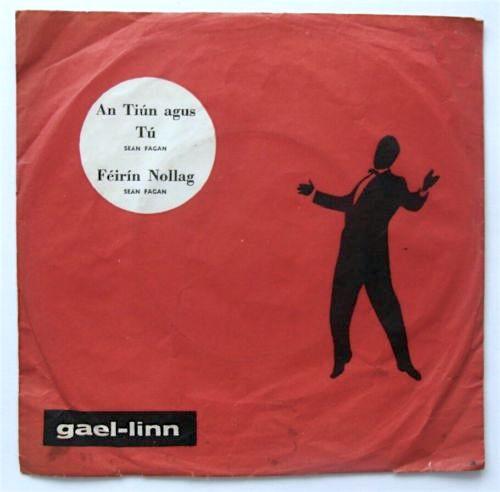 An Tiún agus
Tú
SEAN FAGAN
Féirín Nollag
SEAN FAGAN
gael-linn